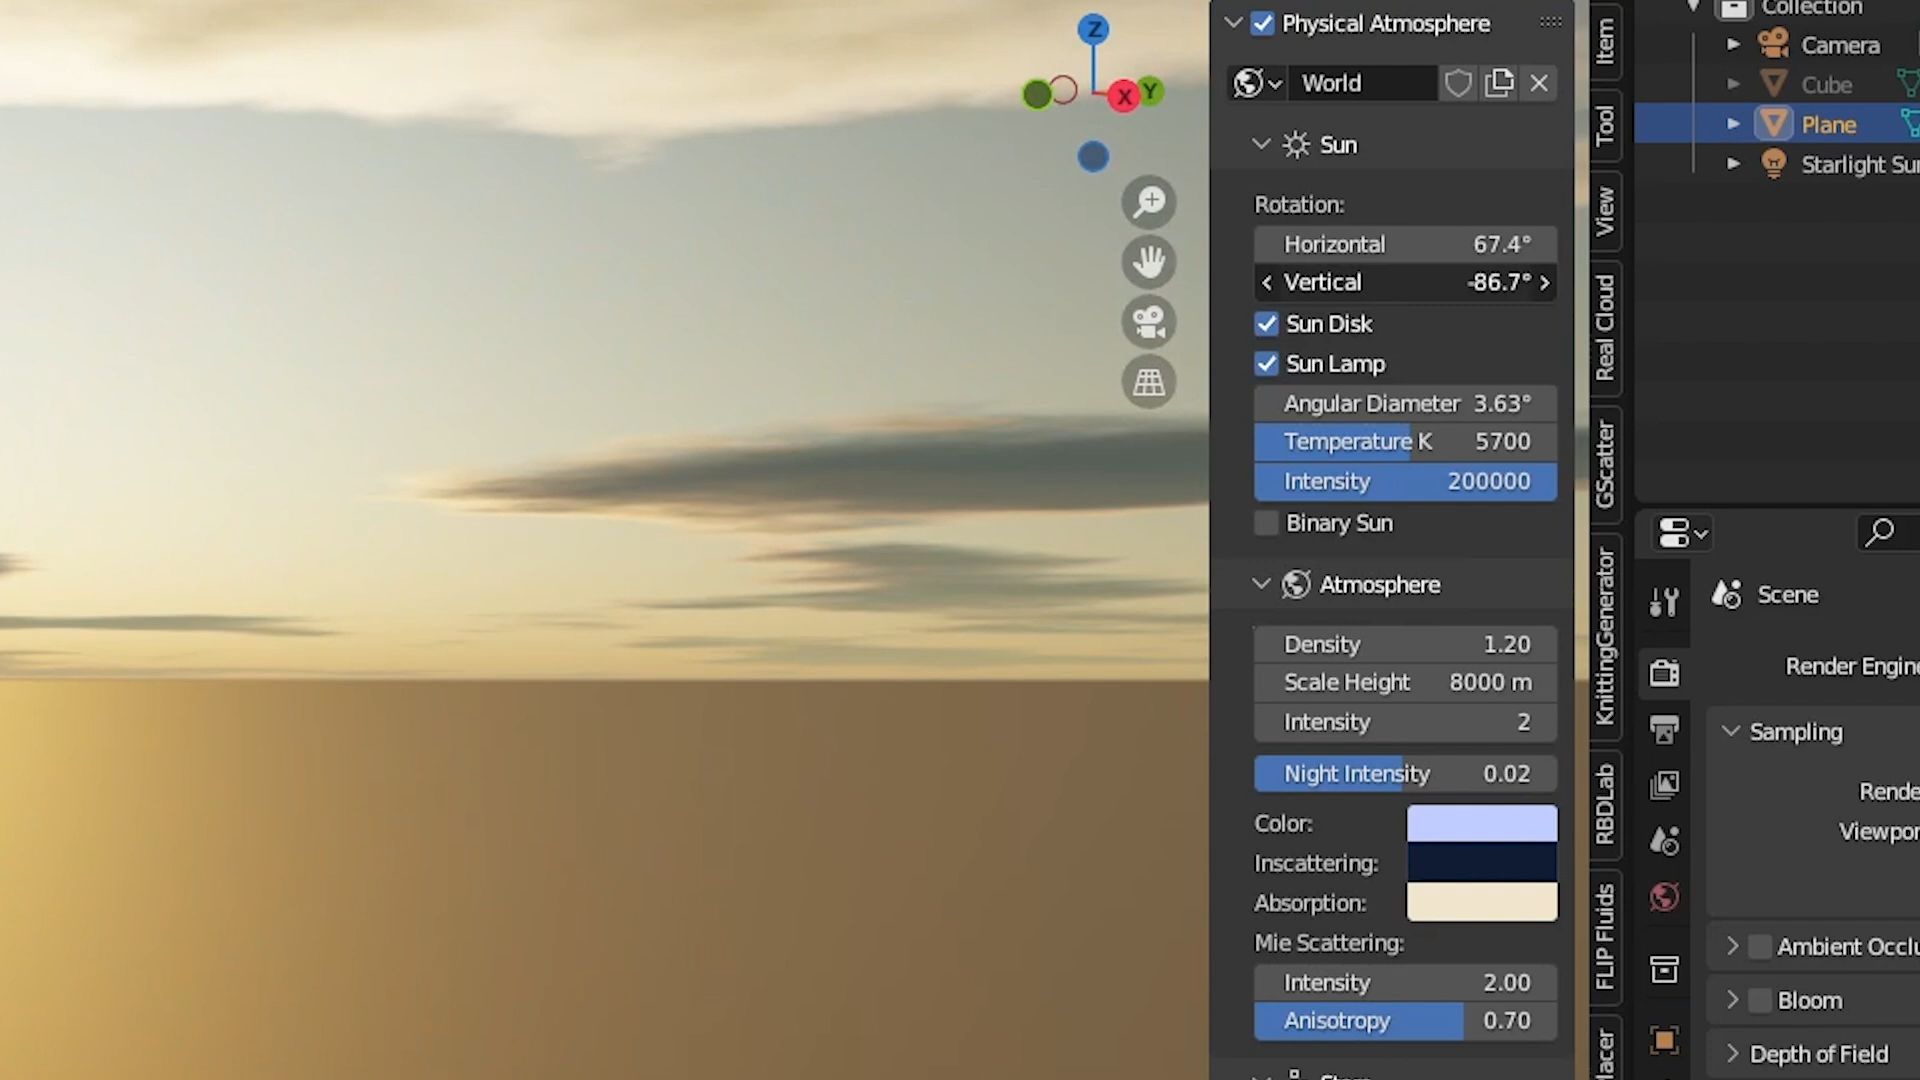 Z
X
Y
Physical Atmosphere
World
Sun
Rotation:
Horizontal 67.4°
Vertical -86.7°
Sun Disk
Sun Lamp
Angular Diameter 3.63°
Temperature K 5700
Intensity 200000
Binary Sun
Atmosphere
Density 1.20
Scale Height 8000 m
Intensity 2
Night Intensity 0.02
Color:
Inscattering:
Absorption:
Mie Scattering:
Intensity 2.00
Anisotropy 0.70
Item
Tool
View
Real Cloud
GScatter
KnittingGenerator
RBDLab
FLIP Fluids
lacer
Collection
Camera
Cube
Plane
Starlight Su
Scene
Render Engin
Sampling
Rende
Viewpor
Ambient Occlu
Bloom
Depth of Field